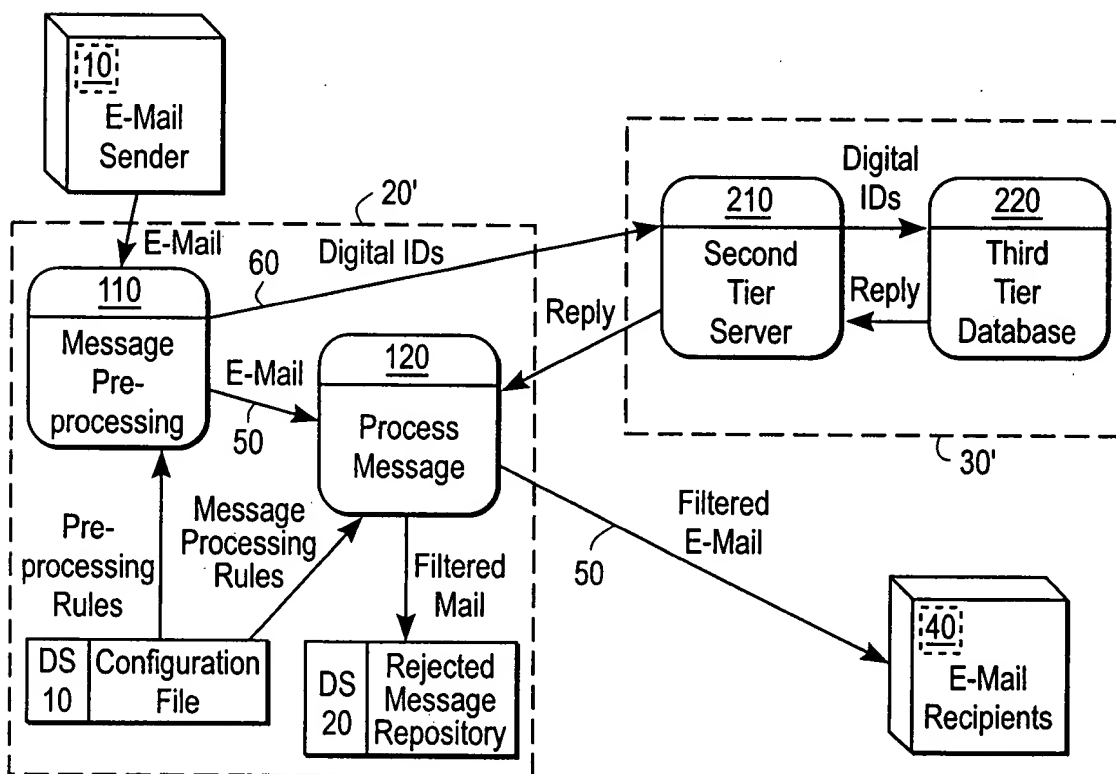 10
E-Mail
Sender
E-Mail
20'
110
Message
Pre-
processing
60
Digital IDs
E-Mail
50
120
Process
Message
Reply
210
Second
Tier
Server
Digital
IDs
Reply
220
Third
Tier
Database
30'
Pre-
processing
Rules
Message
Processing
Rules
Filtered
Mail
50
Filtered
E-Mail
DS
10
Configuration
File
DS
20
Rejected
Message
Repository
40
E-Mail
Recipients